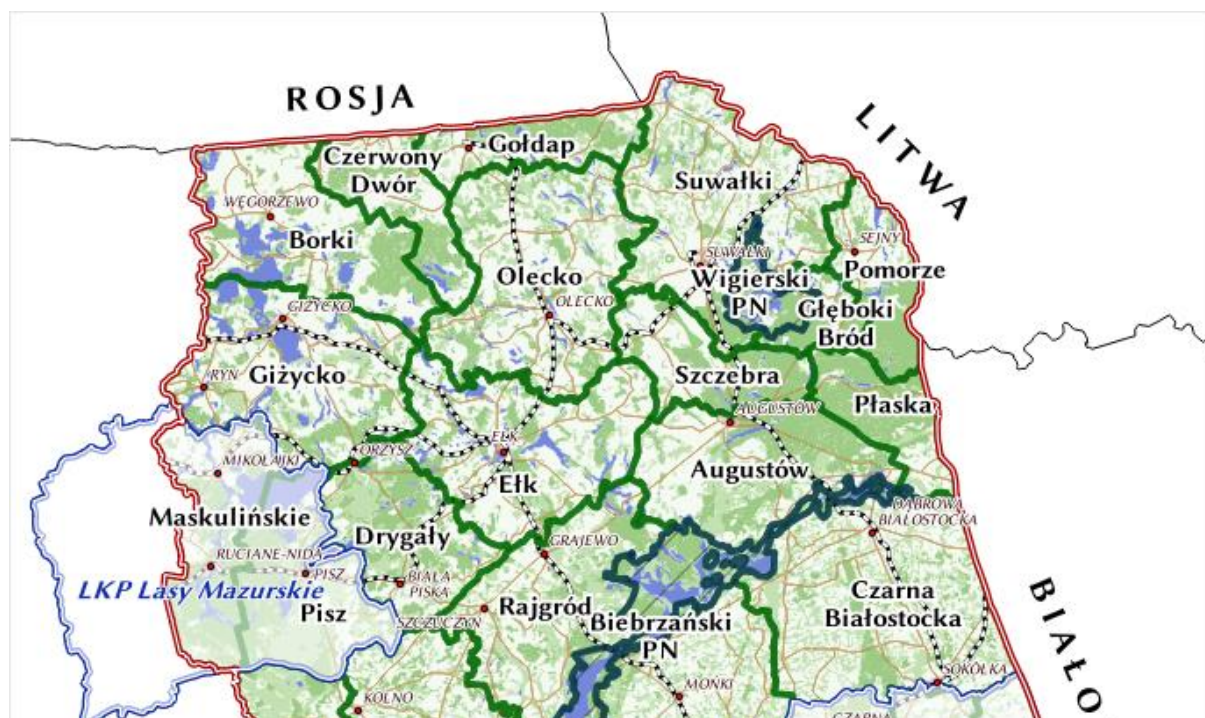 ROSJA
LITWA
Gołdap
Czerwony
Dwór
Suwałki
WĘGORZEWO
Borki
SEJNY
SUWAŁKI
Pomorze
Olecko
Wigierski
PN
OLECKO
GIŻYCKO
Głęboki
Bród
Giżycko
RYN
Szczebra
Płaska
AUGUSTÓW
EŁK
ORZYSZ
MIKOŁAJKI
Augustów
Ełk
DĄBROWA
BIAŁOSTOCKA
Maskulińskie
Drygały
GRAJEWO
RUCIANE-NIDA
PISZ
BIAŁA
PISKA
LKP Lasy Mazurskie
Pisz
Rajgród
SZCZUCZYN
Biebrzański
PN
Czarna
Białostocka
BIAŁO
SOKÓŁKA
MOŃKI
KOLNO
CZARNA